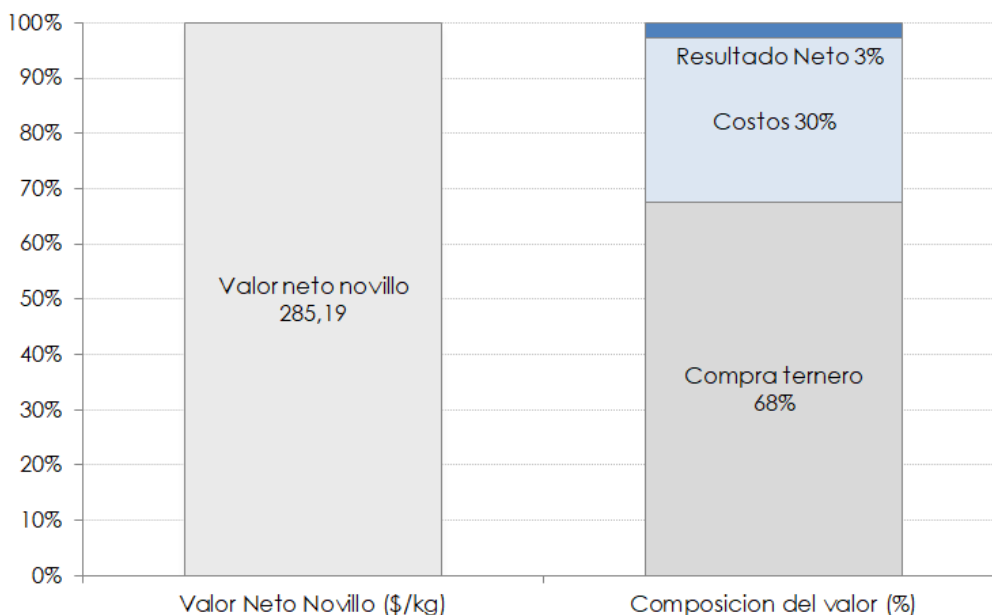 100%
90%
80%
70%
60%
50%
40%
30%
20%
10%
0%
Valor neto novillo
285,19
Resultado Neto 3%
Costos 30%
Compra ternero
68%
Valor Neto Novillo ($/kg)
Composicion del valor (%)